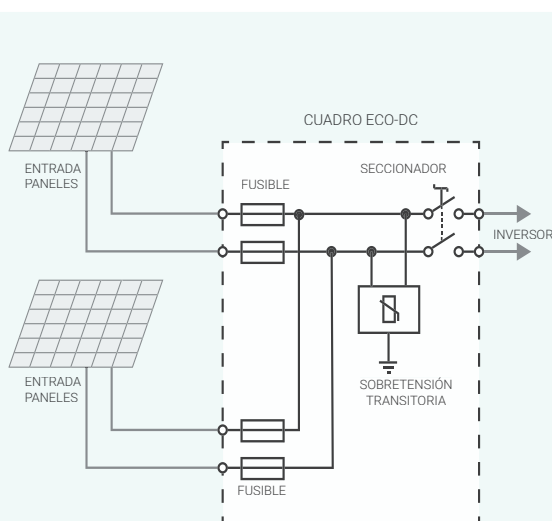 CUADRO ECO-DC
ENTRADA
PANELES
FUSIBLE
SECCIONADOR
INVERSOR
ENTRADA
PANELES
SOBRETENSIÓN
TRANSITORIA
FUSIBLE